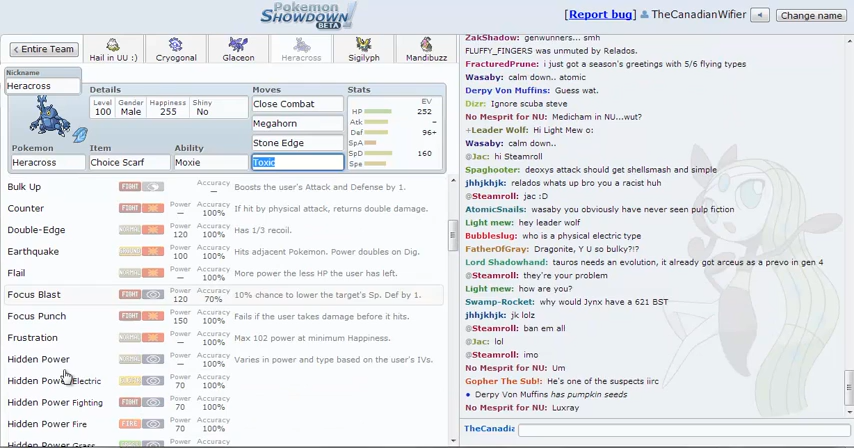 Pokemon
SHOWDOWN!
BETA
[Report bug]
TheCanadianWifier
Change name
Entire Team
Hail in UU :)
Cryogonal
Glaceon
Heracross
Sigilyph
Mandibuzz
Nickname
Heracross
Details
Level
100
Gender
Male
Happiness
255
Shiny
No
Moves
Close Combat
Megahorn
Stone Edge
Toxic
Stats
EV
HP
252
Atk
–
Def
96+
SpA
SpD
160
Spe
Pokemon
Heracross
Item
Choice Scarf
Ability
Moxie
Bulk Up
FIGHT
Power
—
Accuracy
—
Boosts the user's Attack and Defense by 1.
Counter
FIGHT
Power
—
Accuracy
100%
If hit by physical attack, returns double damage.
Double-Edge
NORMAL
Power
120
Accuracy
100%
Has 1/3 recoil.
Earthquake
GROUND
Power
100
Accuracy
100%
Hits adjacent Pokemon. Power doubles on Dig.
Flail
NORMAL
Power
—
Accuracy
100%
More power the less HP the user has left.
Focus Blast
FIGHT
Power
120
Accuracy
70%
10% chance to lower the target's Sp. Def by 1.
Focus Punch
FIGHT
Power
150
Accuracy
100%
Fails if the user takes damage before it hits.
Frustration
NORMAL
Power
—
Accuracy
100%
Max 102 power at minimum Happiness.
Hidden Power
NORMAL
Power
—
Accuracy
100%
Varies in power and type based on the user's IVs.
Hidden Power Electric
Power
70
Accuracy
100%
Hidden Power Fighting
FIGHT
Power
70
Accuracy
100%
Hidden Power Fire
FIRE
Power
70
Accuracy
100%
Hidden Power Grass
Power
Accuracy
ZakShadow: genwunners... smh
FLUFFY_FINGERS was unmuted by Relados.
FracturedPrune: i just got a season's greetings with 5/6 flying types
Wasaby: calm down.. atomic
Derpy Von Muffins: Guess wat.
Dizr: Ignore scuba steve
No Mesprit for NU: Medicham in NU...wut?
+Leader Wolf: Hi Light Mew o:
Wasaby: calm down..
@Jac: hi Steamroll
Spaghooter: deoxys attack should get shellsmash and simple
jhhjkhjk: relados whats up bro you a racist huh
@Steamroll: jac :D
AtomicSnails: wasaby you obviously have never seen pulp fiction
Light mew: hey leader wolf
Bubbleslug: who is a physical electric type
FatherOfGray: Dragonite, Y U so bulky?!?
Lord Shadowhand: tauros needs an evolution, it already got arceus as a prevo in gen 4
@Steamroll: they're your problem
Light mew: how are you?
Swamp-Rocket: why would Jynx have a 621 BST
jhhjkhjk: jk lolz
@Steamroll: ban em all
@Jac: lol
@Steamroll: imo
No Mesprit for NU: Um
Gopher The Sub!: He's one of the suspects iirc
• Derpy Von Muffins has pumpkin seeds
No Mesprit for NU: Luxray
TheCanadia